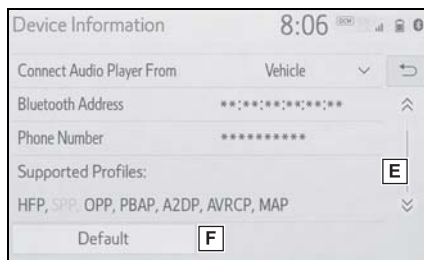 Device Information 8:06 DCM
Connect Audio Player From Vehicle
Bluetooth Address **:**:**:**:**:**
Phone Number **********
Supported Profiles: E
HFP, SPP, OPP, PBAP, A2DP, AVRCP, MAP
Default F